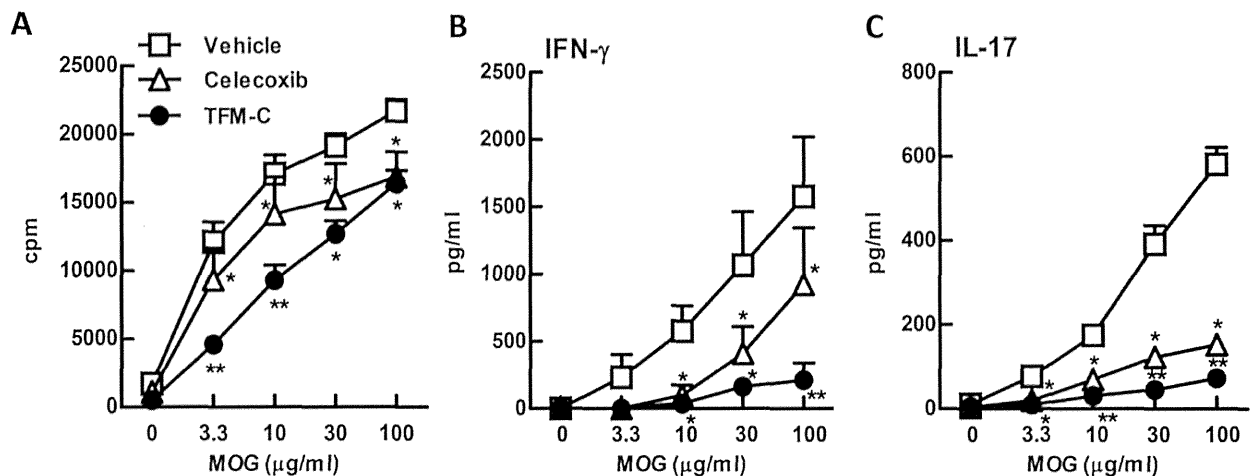 A
Vehicle
Celecoxib
TFM-C
25000
20000
15000
10000
5000
0
cpm
* * * * * *
** **
0 3.3 10 30 100
MOG (μg/ml)
B
IFN-γ
2500
2000
1500
1000
500
0
pg/ml
* * * * *
**
0 3.3 10 30 100
MOG (μg/ml)
C
IL-17
800
600
400
200
0
pg/ml
* * * * *
** ** **
0 3.3 10 30 100
MOG (μg/ml)